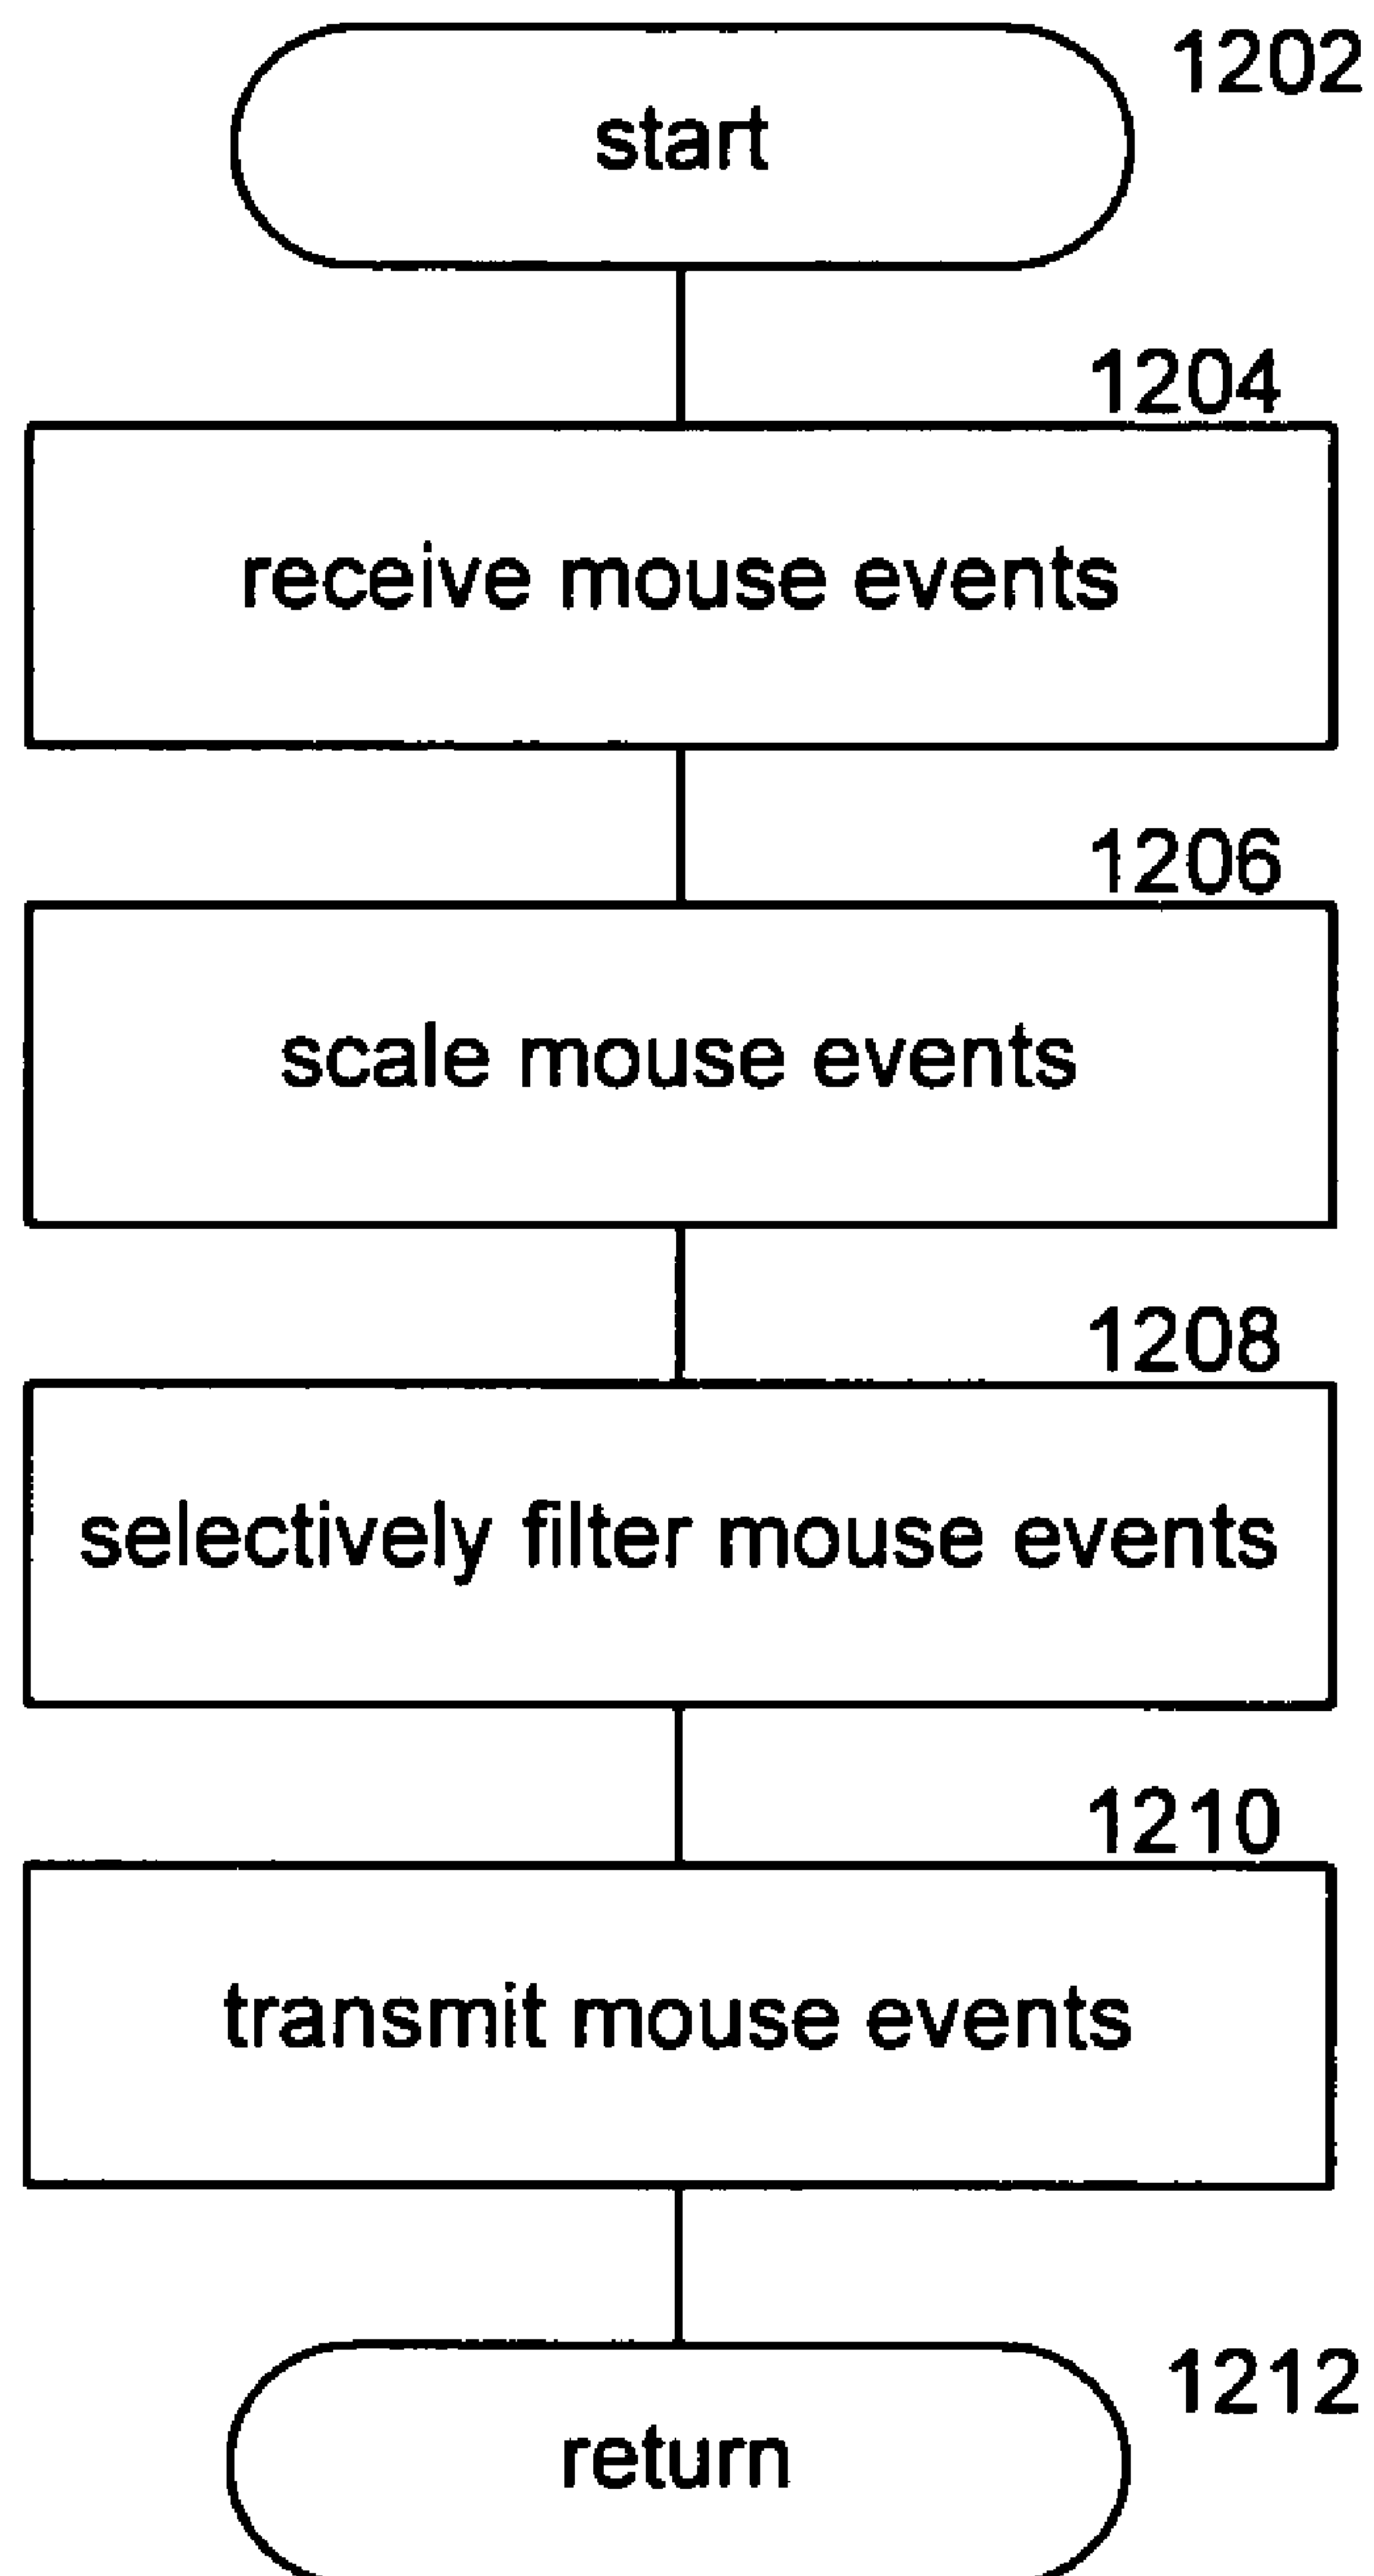 1202
start
1204
receive mouse events
1206
scale mouse events
1208
selectively filter mouse events
1210
transmit mouse events
1212
return